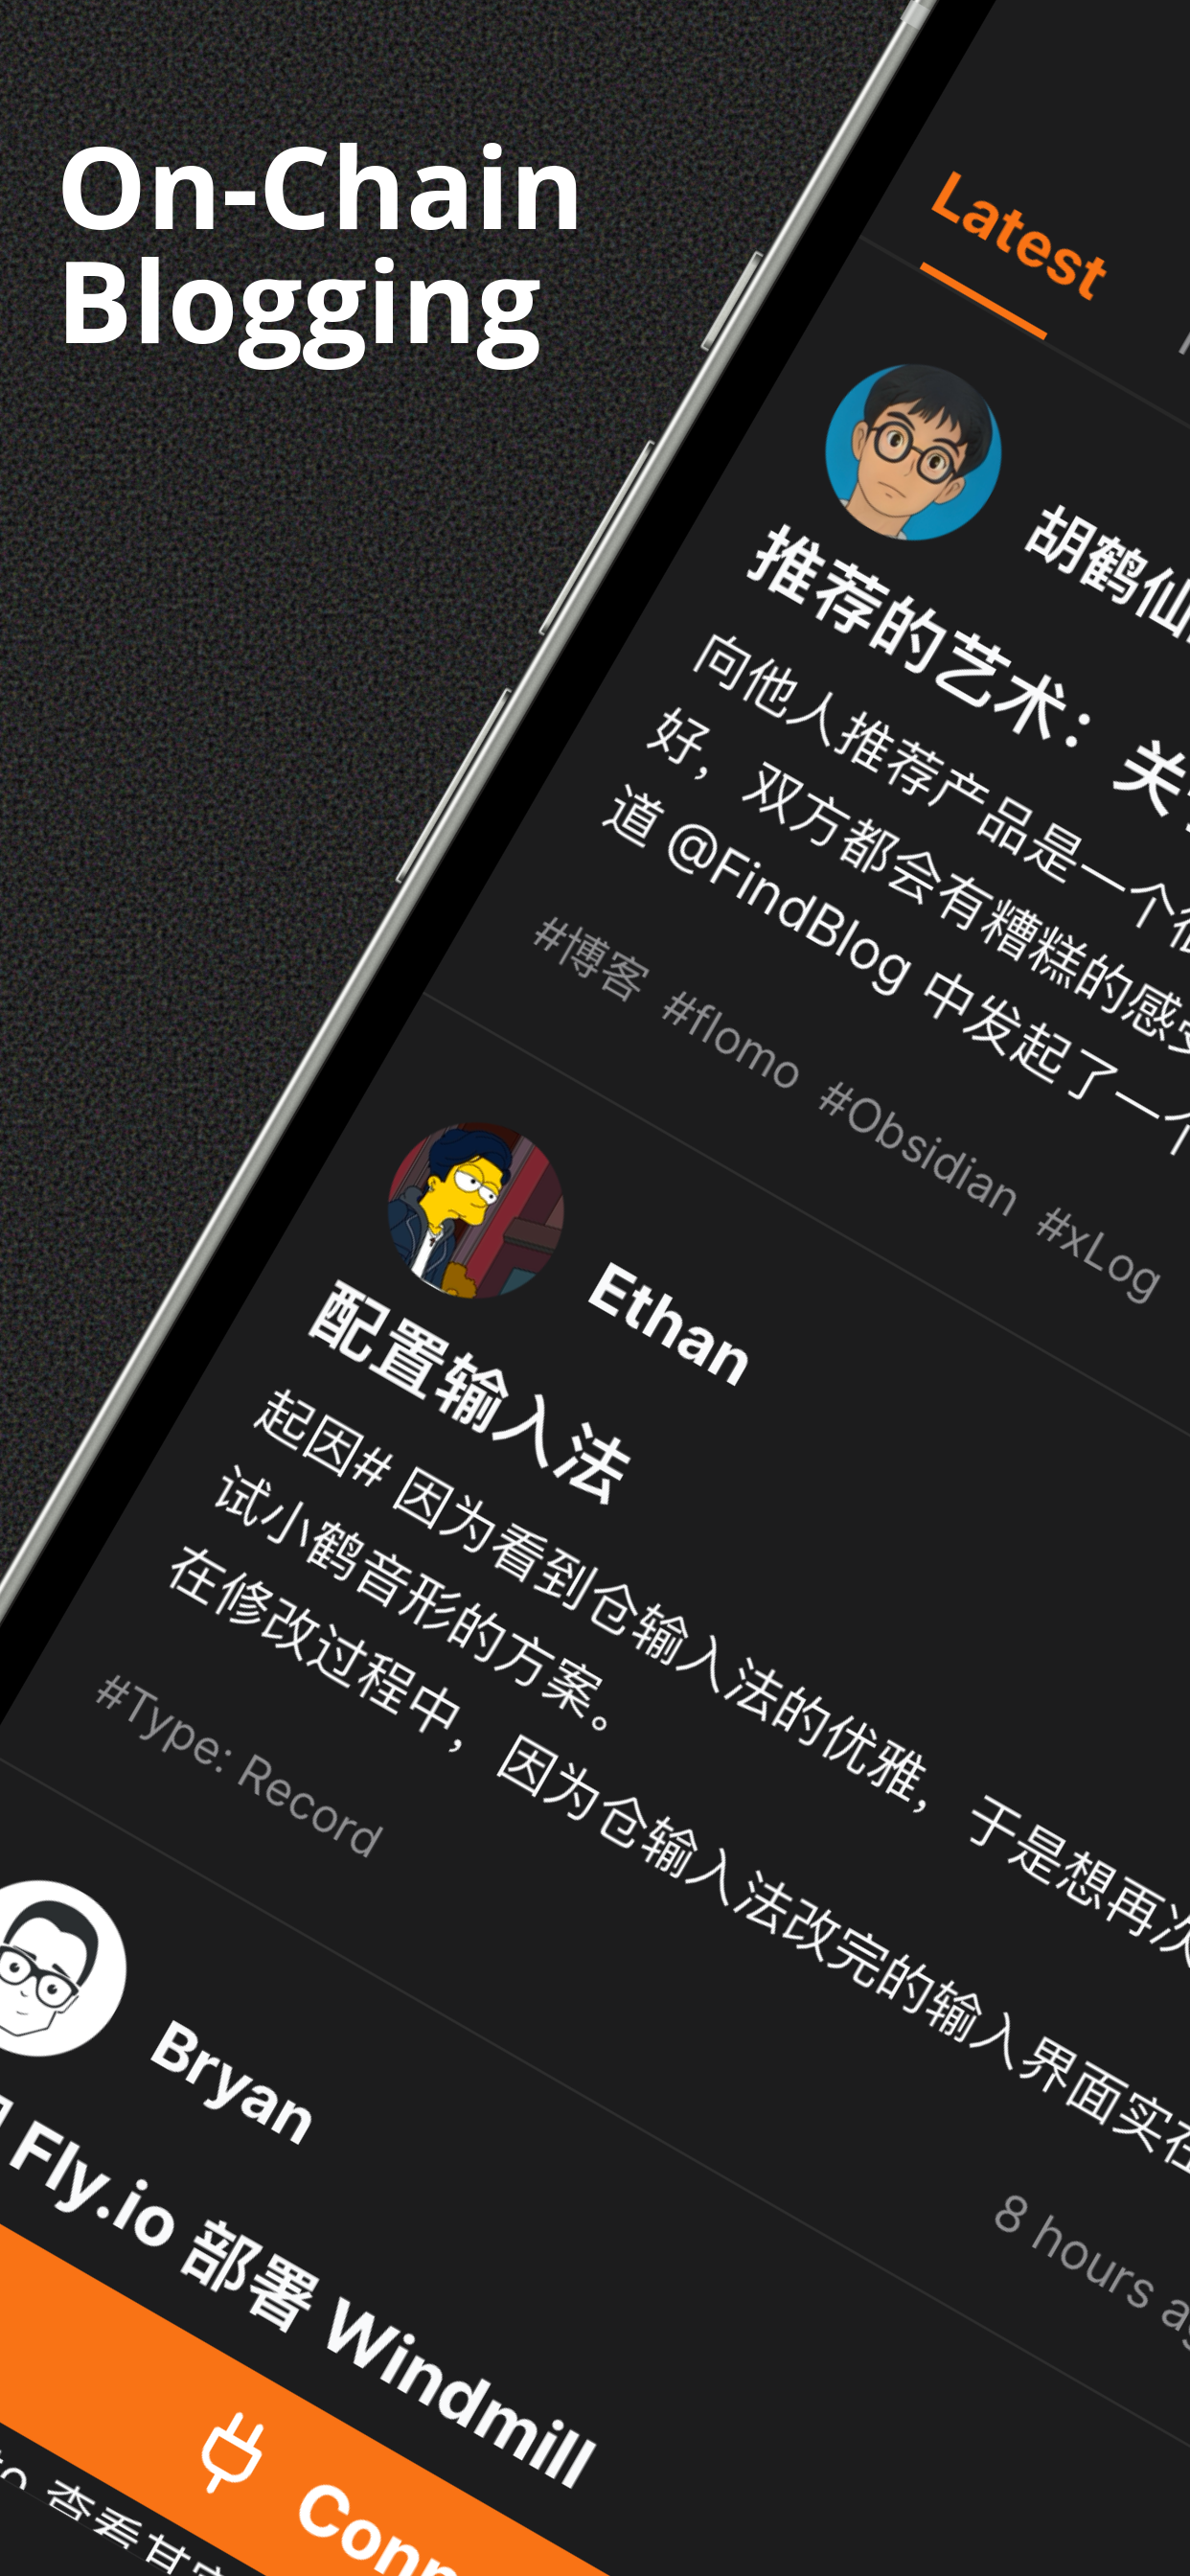 On-Chain
Blogging
Latest
胡鹤仙
推荐的艺术：关
向他人推荐产品是一个
好，双方都会有糟糕的感
道 @FindBlog 中发起了一个
#博客 #flomo #Obsidian #xLog
Ethan
配置输入法
起因# 因为看到仓输入法的优雅，于是想再次
试小鹤音形的方案。
在修改过程中，因为仓输入法改完的输入界面实在
#Type: Record
8 hours
Bryan
Fly.io 部署 Windmill
Conn
查看其